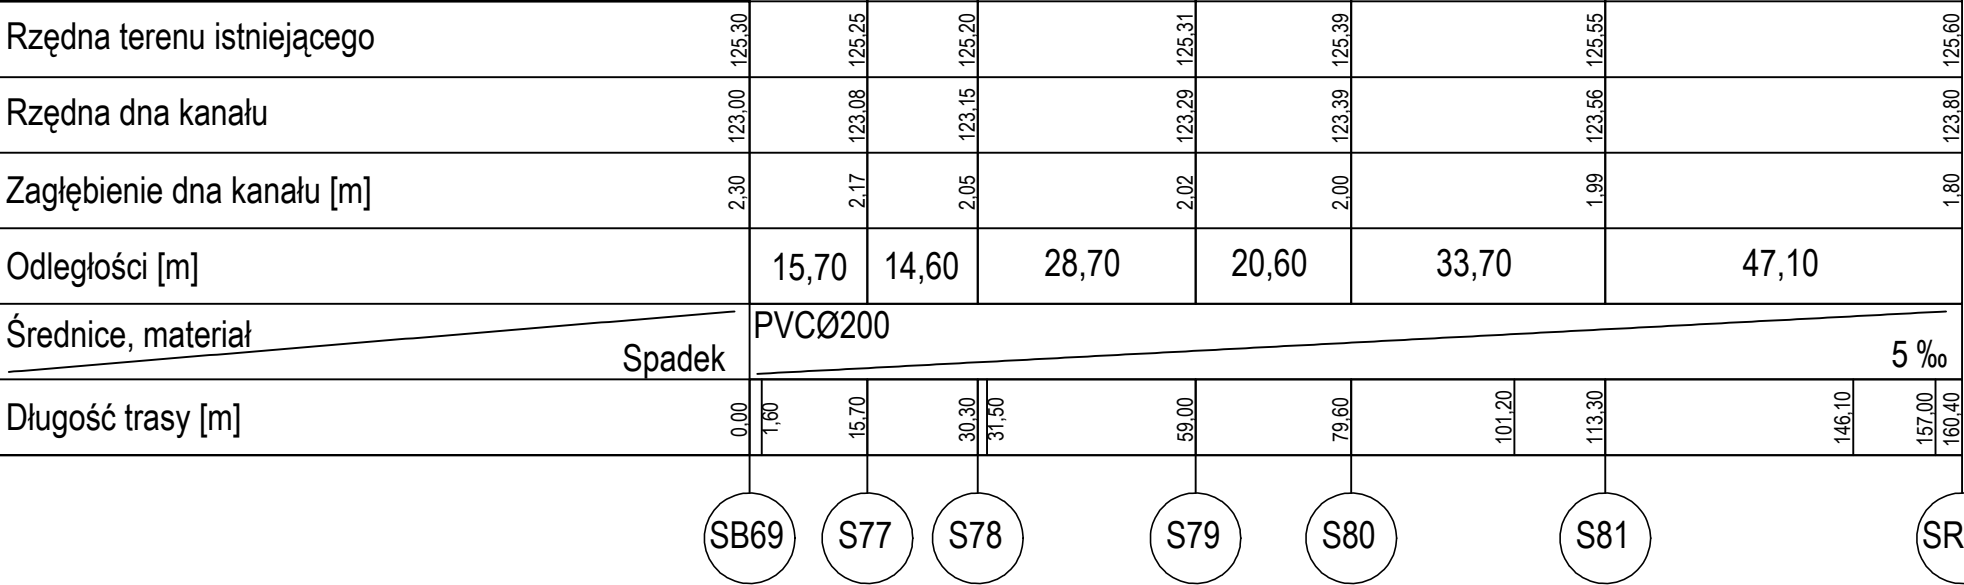 Rzędna terenu istniejącego 125,30 125,25 125,20 125,31 125,39 125,55 125,60
Rzędna dna kanału 123,00 123,08 123,15 123,29 123,39 123,56 123,80
Zagłębienie dna kanału [m] 2,30 2,17 2,05 2,02 2,00 1,99 1,80
Odległości [m] 15,70 14,60 28,70 20,60 33,70 47,10
Średnice, materiał PVCØ200
Spadek 5 ‰
Długość trasy [m] 0,00 1,60 15,70 30,30 31,50 59,00 79,60 101,20 113,30 146,10 157,00 160,40
SB69 S77 S78 S79 S80 S81 SR